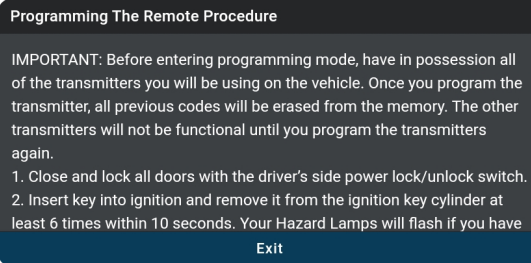 Programming The Remote Procedure
IMPORTANT: Before entering programming mode, have in possession all
of the transmitters you will be using on the vehicle. Once you program the
transmitter, all previous codes will be erased from the memory. The other
transmitters will not be functional until you program the transmitters
again.
1. Close and lock all doors with the driver's side power lock/unlock switch.
2. Insert key into ignition and remove it from the ignition key cylinder at
least 6 times within 10 seconds. Your Hazard Lamps will flash if you have
Exit